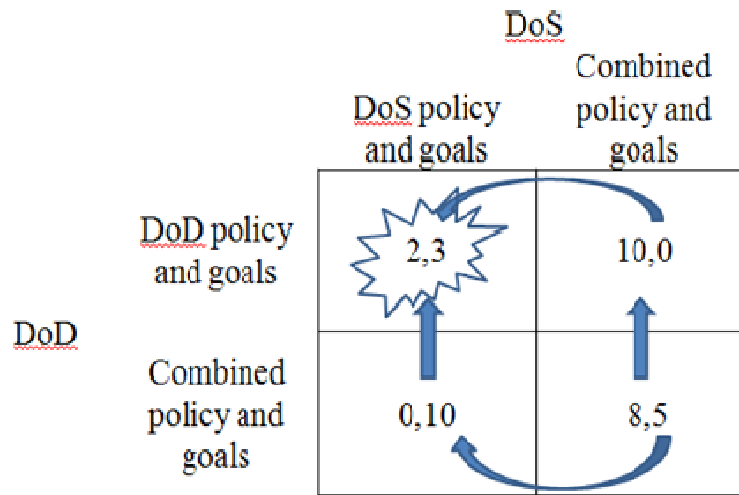 DoS
Combined
policy and
goals
DoS policy
and goals
DoD policy
and goals
2,3
10,0
DoD
Combined
policy and
goals
0,10
8,5